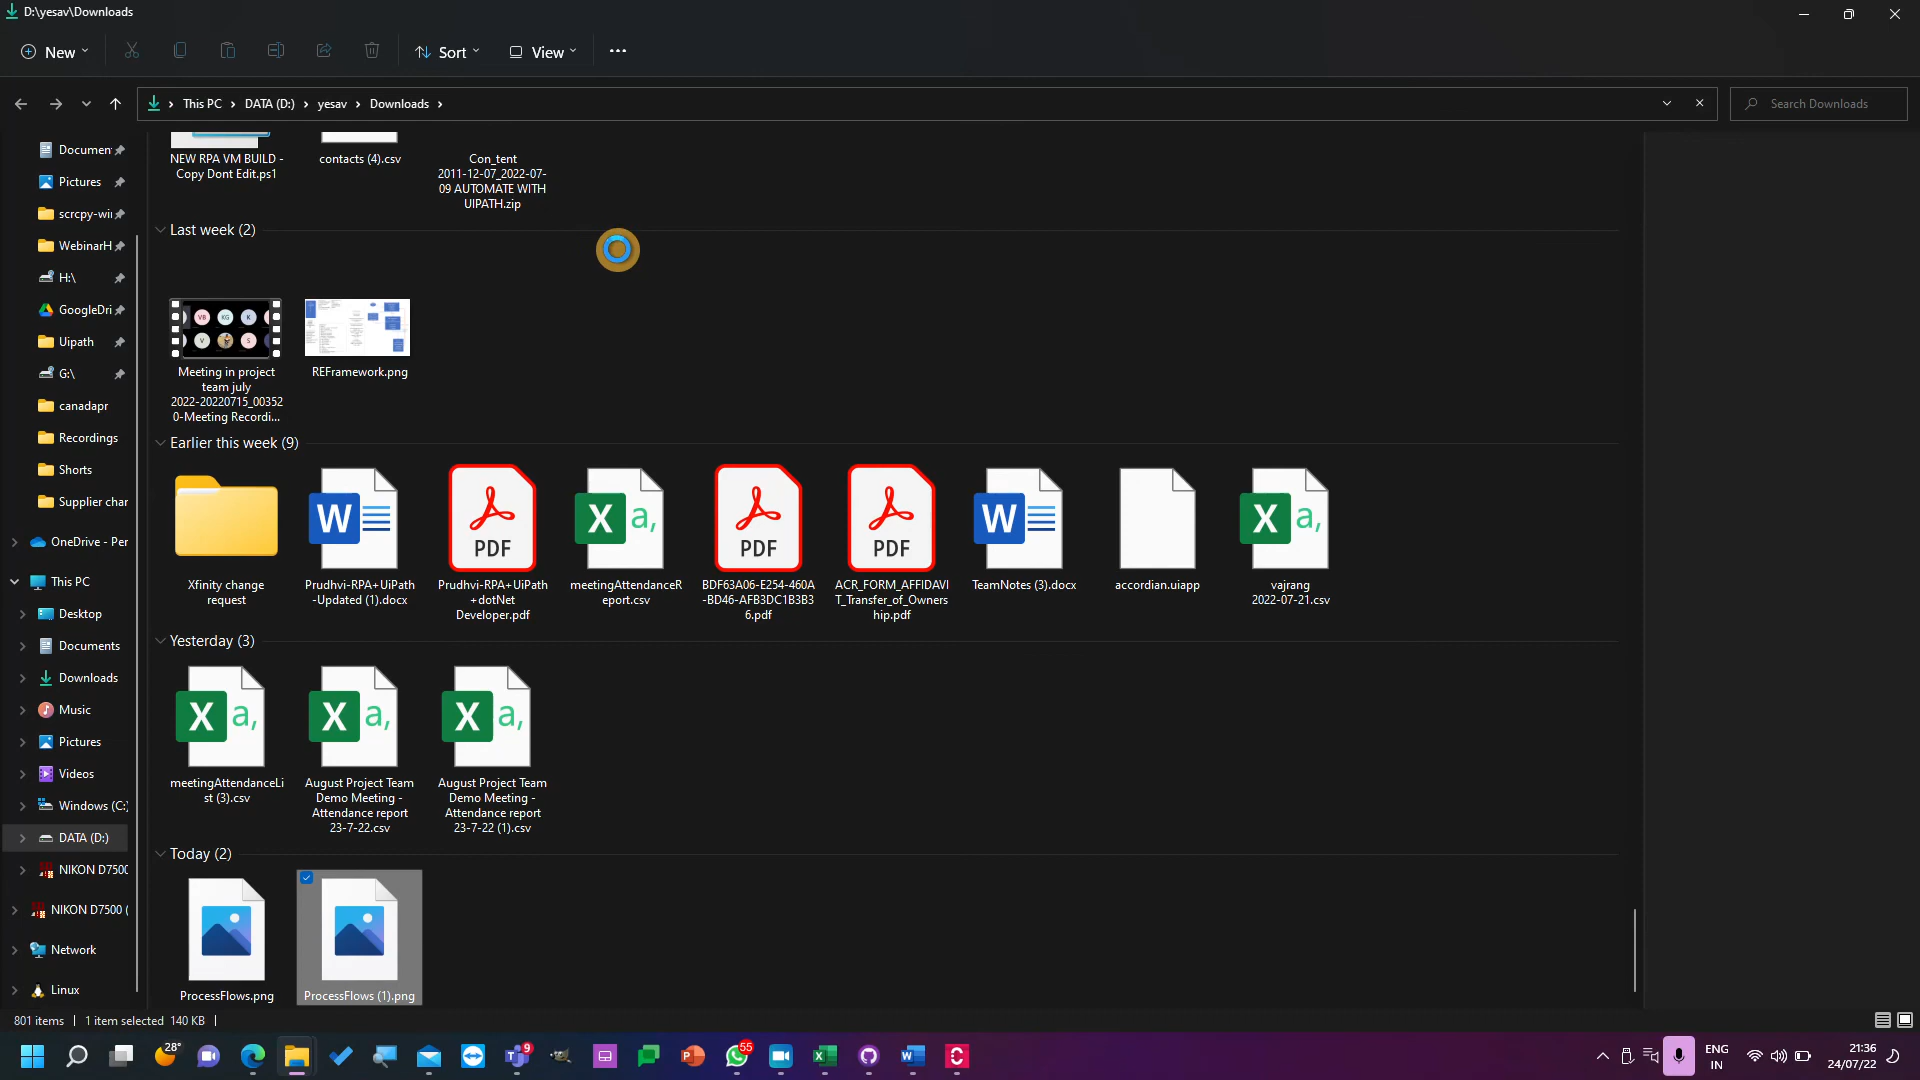 D:\yesav\Downloads
New
Sort
View
This PC
DATA (D:)
yesav
Downloads
Search Downloads
Documen
Pictures
scrcpy-wi
WebinarH
H:\
GoogleDri
Uipath
G:\
canadapr
Recordings
Shorts
Supplier char
OneDrive - Per
This PC
Desktop
Documents
Downloads
Music
Pictures
Videos
Windows (C:)
DATA (D:)
NIKON D7500
NIKON D7500 (
Network
Linux
NEW RPA VM BUILD -
Copy Dont Edit.ps1
contacts (4).csv
Con_tent
2011-12-07_2022-07-
09 AUTOMATE WITH
UIPATH.zip
Last week (2)
Meeting in project
team july
2022-20220715_00352
0-Meeting Recordi...
REFramework.png
Earlier this week (9)
Xfinity change
request
Prudhvi-RPA+UiPath
-Updated (1).docx
PDF
Prudhvi-RPA+UiPath
+dotNet
Developer.pdf
meetingAttendanceR
eport.csv
PDF
BDF63A06-E254-460A
-BD46-AFB3DC1B3B3
6.pdf
PDF
ACR_FORM_AFFIDAVI
T_Transfer_of_Owners
hip.pdf
TeamNotes (3).docx
accordian.uiapp
vajrang
2022-07-21.csv
Yesterday (3)
meetingAttendanceLi
st (3).csv
August Project Team
Demo Meeting -
Attendance report
23-7-22.csv
August Project Team
Demo Meeting -
Attendance report
23-7-22 (1).csv
Today (2)
ProcessFlows.png
ProcessFlows (1).png
801 items
1 item selected 140 KB
28°
9
55
ENG
IN
21:36
24/07/22